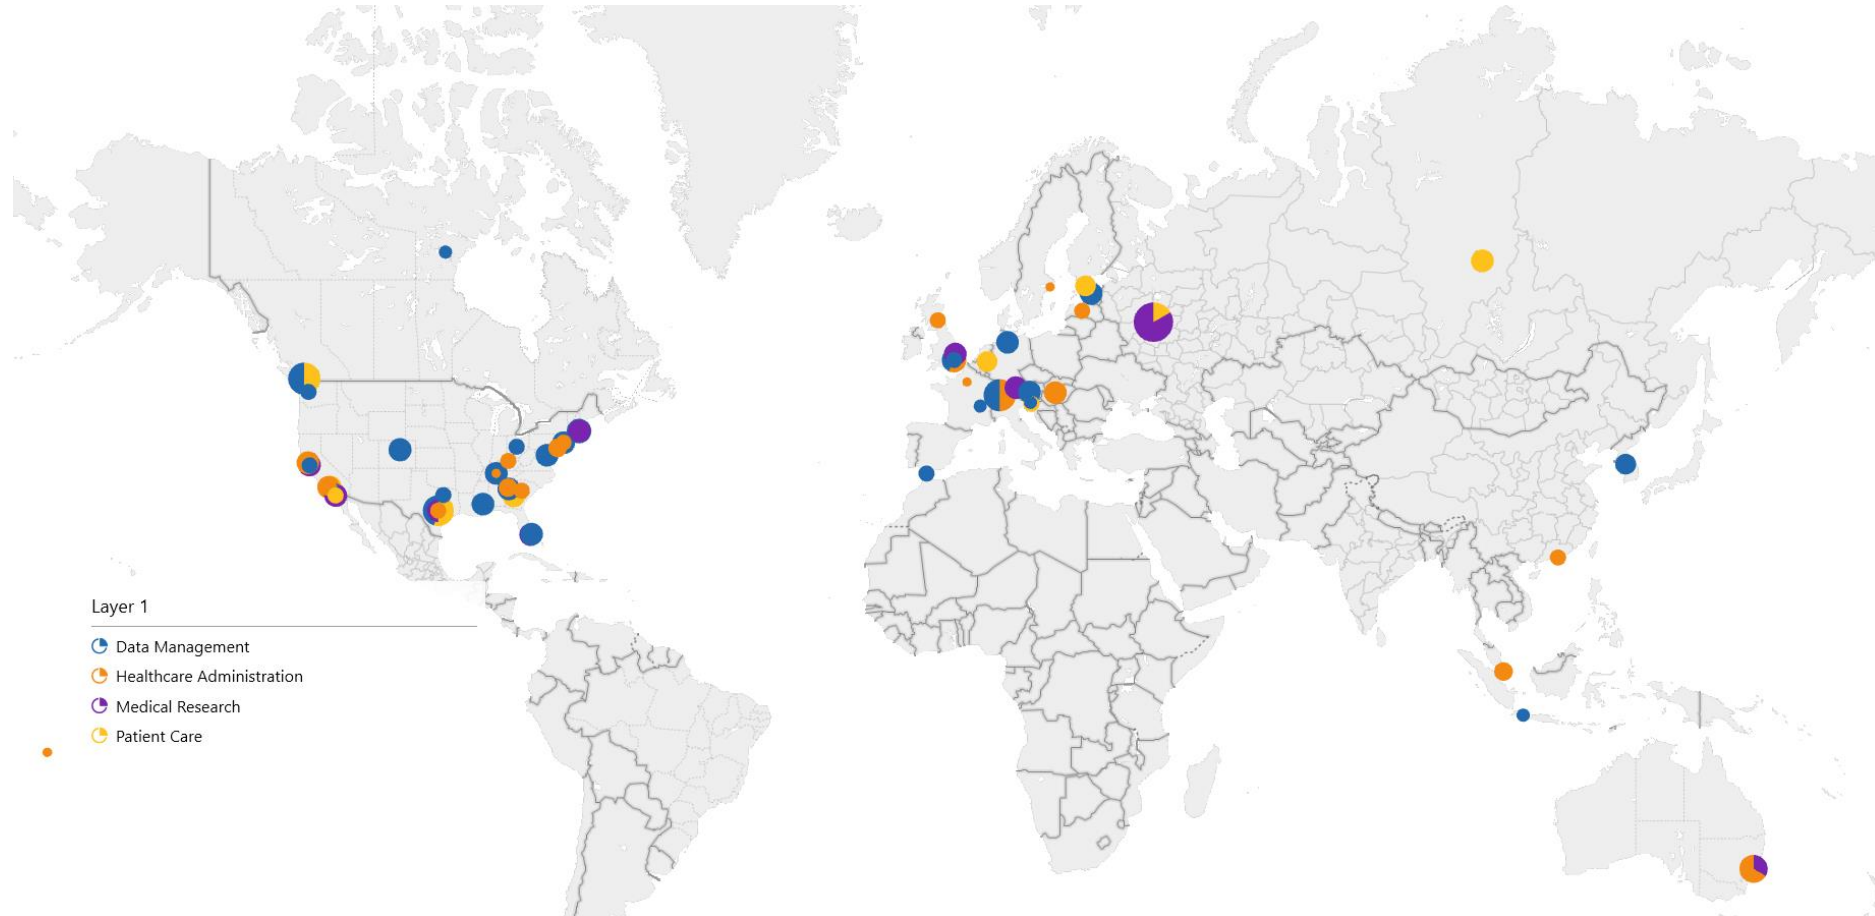 Layer 1
Data Management
Healthcare Administration
Medical Research
Patient Care